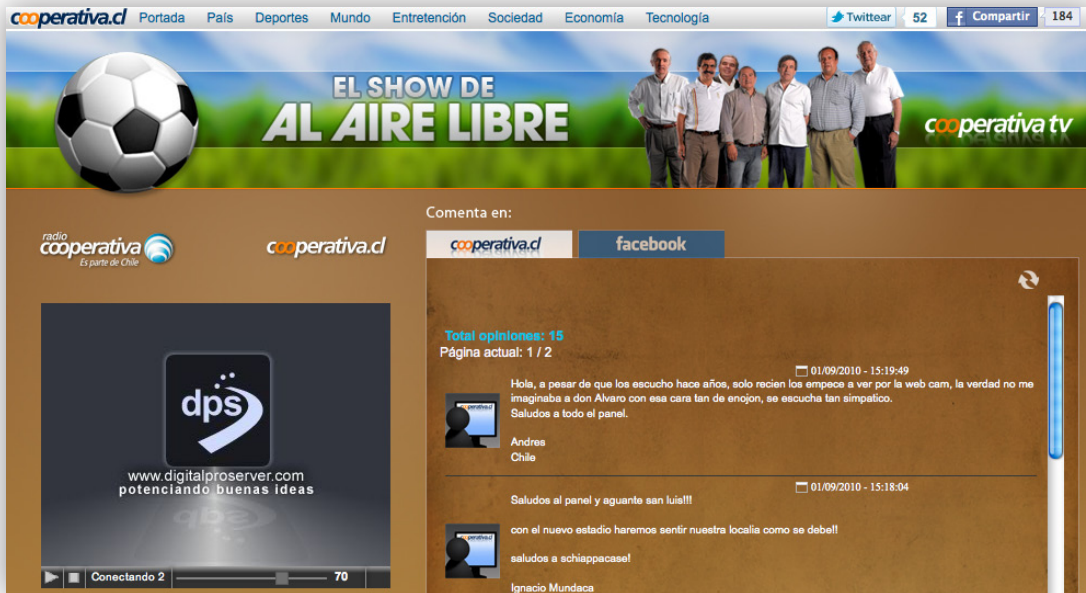 cooperativa.cl Portada País Deportes Mundo Entretención Sociedad Economía Tecnología Twittear 52 Compartir 184
EL SHOW DE
AL AIRE LIBRE
cooperativa tv
Comenta en:
radio
cooperativa
Es parte de Chile
cooperativa.cl
cooperativa.cl
facebook
dps
www.digitalproserver.com
potenciando buenas ideas
Conectando 2
70
Total opiniones: 15
Página actual: 1 / 2
01/09/2010 - 15:19:49
Hola, a pesar de que los escucho hace años, solo recien los empece a ver por la web cam, la verdad no me
imaginaba a don Alvaro con esa cara tan de enojon, se escucha tan simpatico.
Saludos a todo el panel.
Andres
Chile
01/09/2010 - 15:18:04
Saludos al panel y aguante san luis!!!
con el nuevo estadio haremos sentir nuestra localia como se debe!!
saludos a schiappacase!
Ignacio Mundaca